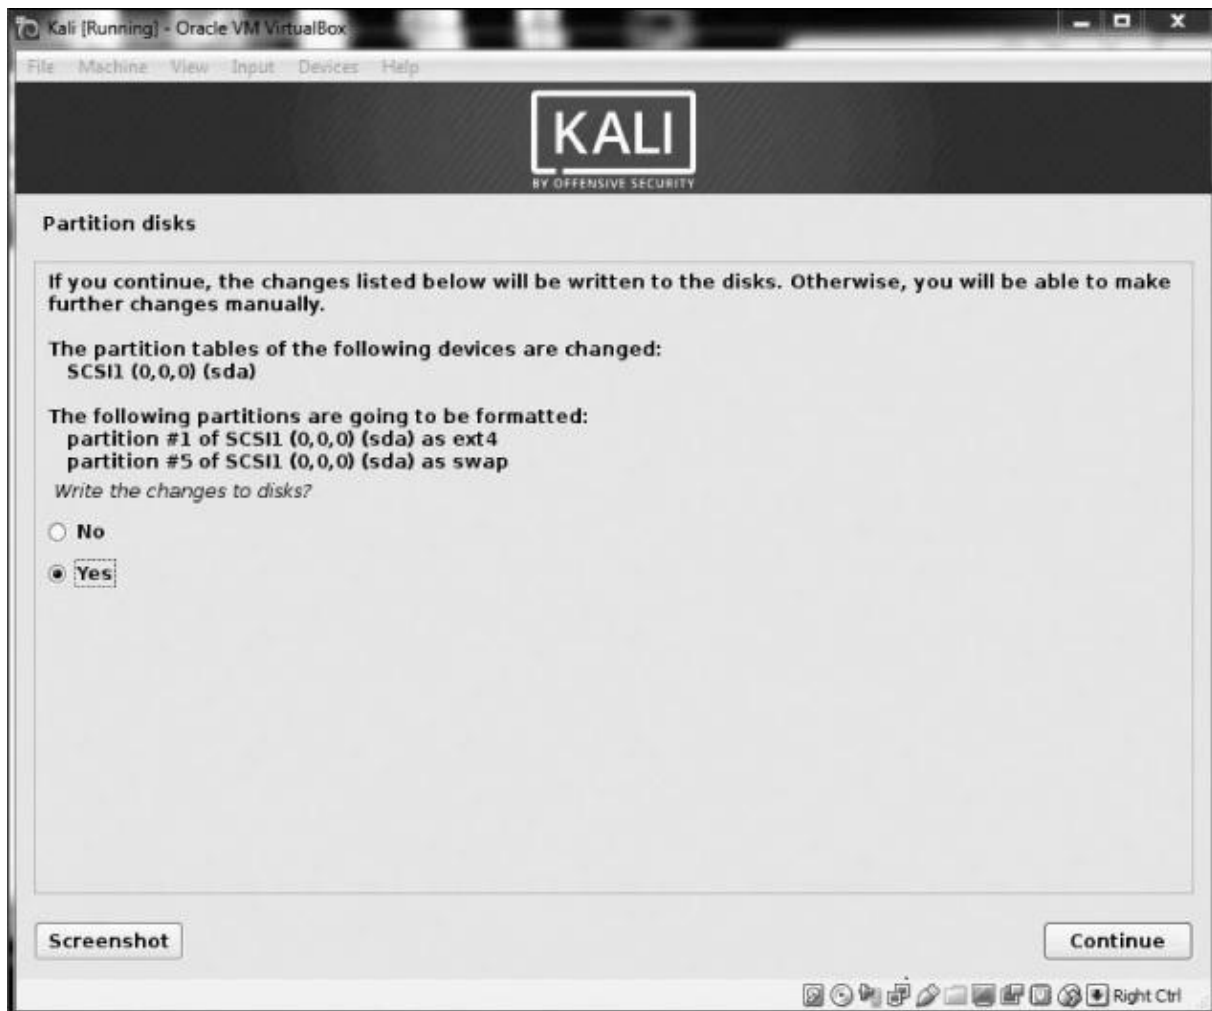 Kali [Running] - Oracle VM VirtualBox
File Machine View Input Devices Help
KALI
BY OFFENSIVE SECURITY
Partition disks
If you continue, the changes listed below will be written to the disks. Otherwise, you will be able to make
further changes manually.
The partition tables of the following devices are changed:
SCSI1 (0,0,0) (sda)
The following partitions are going to be formatted:
partition #1 of SCSI1 (0,0,0) (sda) as ext4
partition #5 of SCSI1 (0,0,0) (sda) as swap
Write the changes to disks?
No
Yes
Screenshot
Continue
Right Ctrl